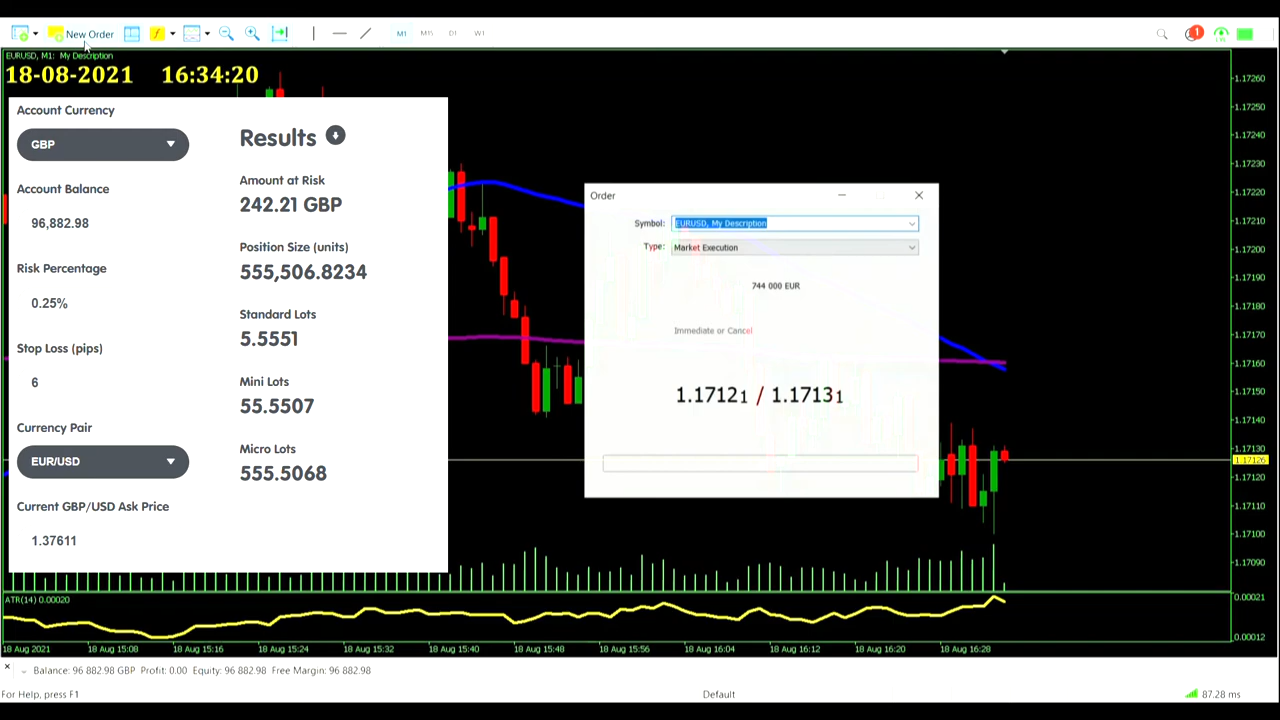 New Order
M1 M15 D1 W1
1
EURUSD, M1: My Description
18-08-2021 16:34:20
Account Currency
GBP
Account Balance
96,882.98
Risk Percentage
0.25%
Stop Loss (pips)
6
Currency Pair
EUR/USD
Current GBP/USD Ask Price
1.37611
Results
Amount at Risk
242.21 GBP
Position Size (units)
555,506.8234
Standard Lots
5.5551
Mini Lots
55.5507
Micro Lots
555.5068
Order
Symbol: EURUSD, My Description
Type: Market Execution
744 000 EUR
Immediate or Cancel
1.17121 / 1.17131
1.17260
1.17250
1.17240
1.17230
1.17220
1.17210
1.17200
1.17190
1.17180
1.17170
1.17160
1.17150
1.17140
1.17130
1.17126
1.17120
1.17110
1.17100
1.17090
ATR(14) 0.00020
0.00021
0.00012
18 Aug 2021 18 Aug 15:08 18 Aug 15:16 18 Aug 15:24 18 Aug 15:32 18 Aug 15:40 18 Aug 15:48 18 Aug 15:56 18 Aug 16:04 18 Aug 16:12 18 Aug 16:20 18 Aug 16:28
Balance: 96 882.98 GBP Profit: 0.00 Equity: 96 882.98 Free Margin: 96 882.98
For Help, press F1
Default
87.28 ms